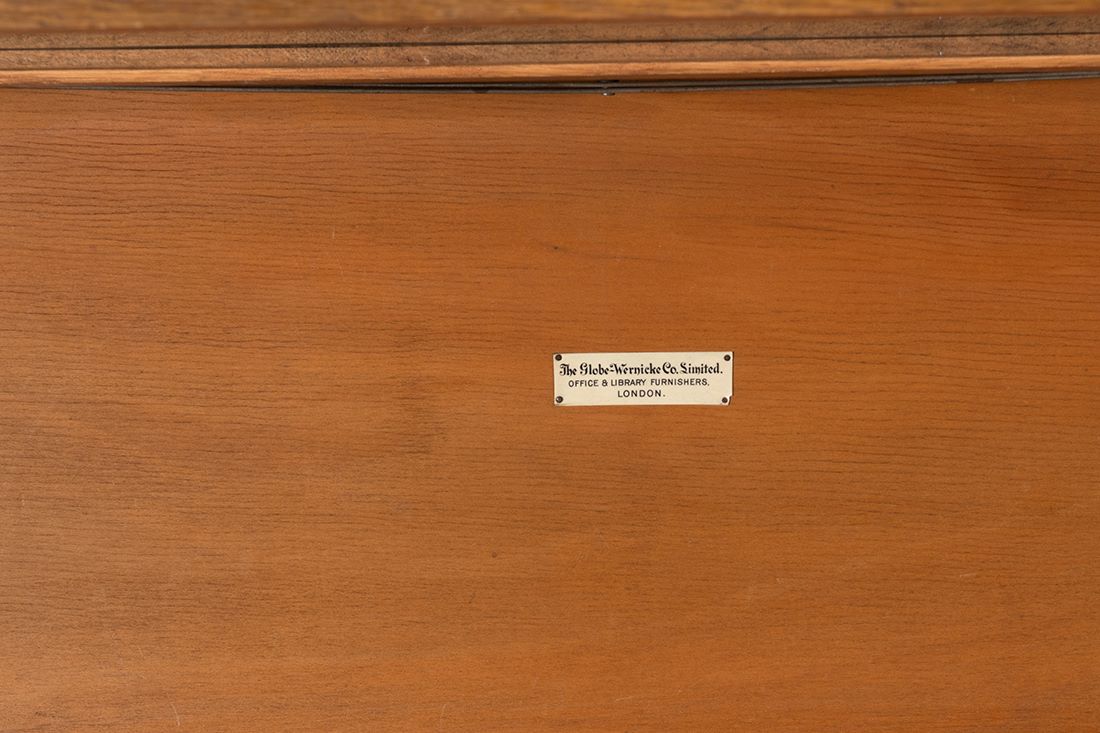 The Globe-Wernicke Co. Limited.
OFFICE & LIBRARY FURNISHERS,
LONDON.